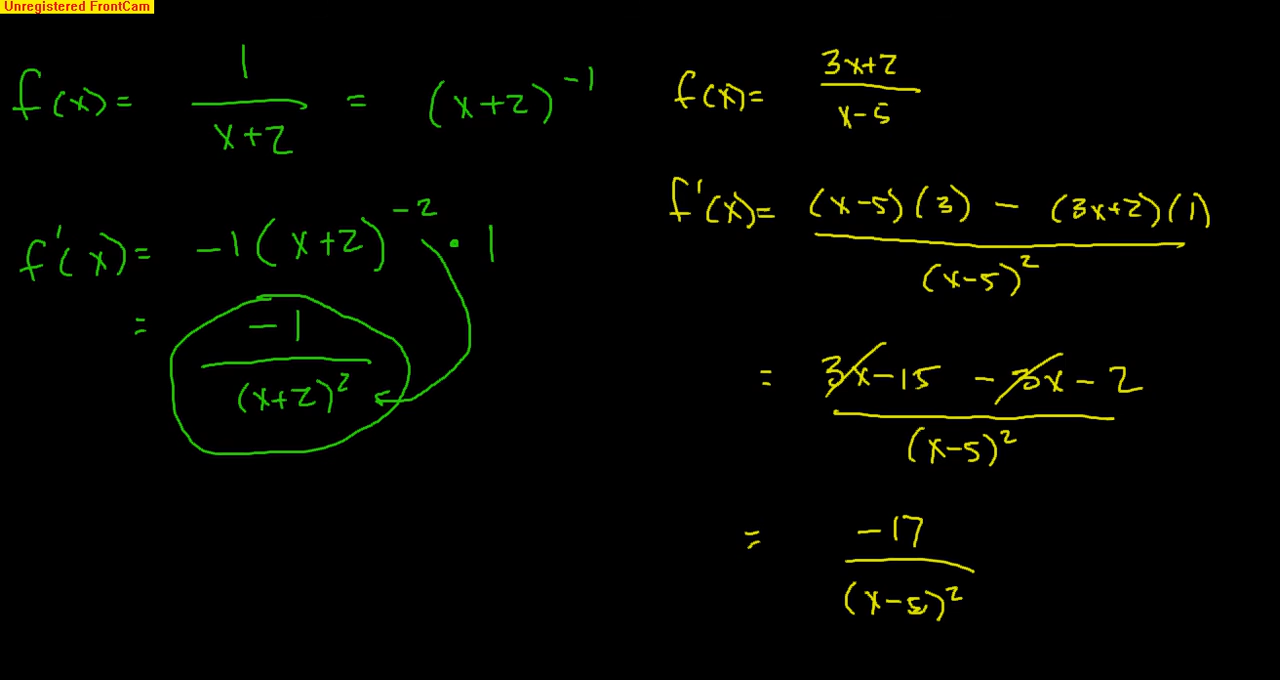 Unregistered FrontCam
f(x) = 1/(x+2) = (x+2)^-1
f'(x) = -1(x+2)^-2 · 1
= -1/(x+2)^2
f(x) = (3x+2)/(x-5)
f'(x) = ((x-5)(3) - (3x+2)(1))/(x-5)^2
= (3x-15 -3x-2)/(x-5)^2
= -17/(x-5)^2